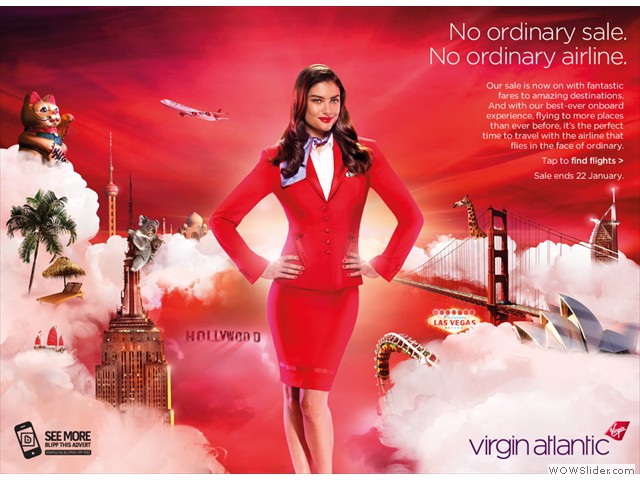 No ordinary sale.
No ordinary airline.
Our sale is now on with fantastic
fares to amazing destinations.
And with our best-ever onboard
experience, flying to more places
than ever before, it's the perfect
time to travel with the airline that
flies in the face of ordinary.
Tap to find flights >
Sale ends 22 January.
HOLLYWOOD
LAS VEGAS
SEE MORE
BLIPP THIS ADVERT
virgin atlantic
Virgin
WOWSlider.com